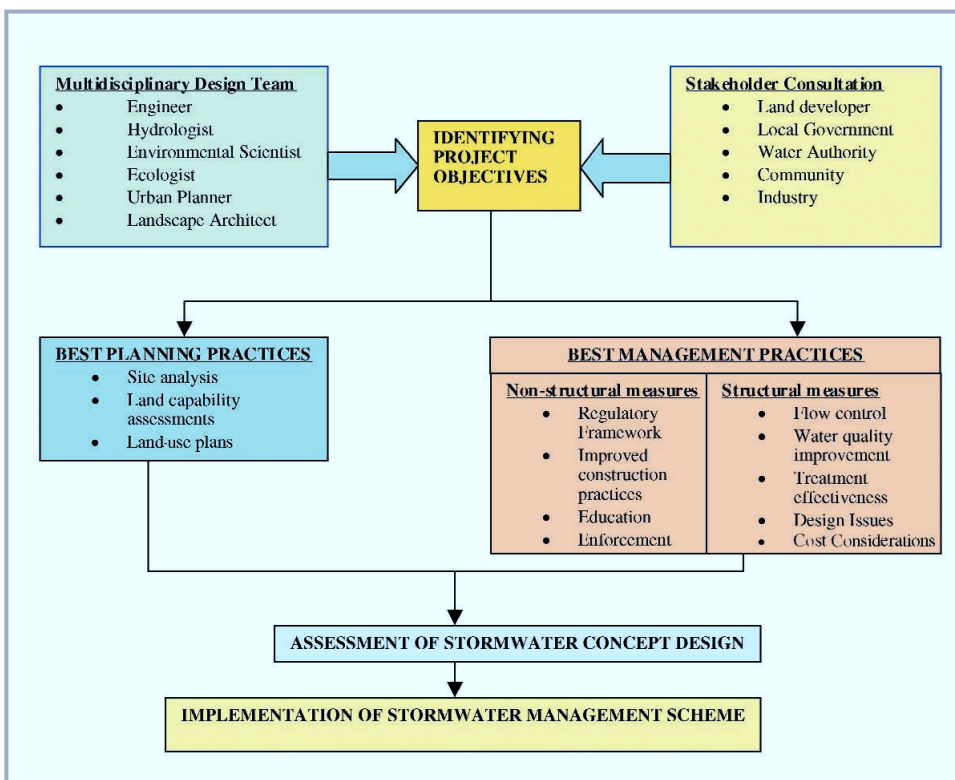 Multidisciplinary Design Team
• Engineer
• Hydrologist
• Environmental Scientist
• Ecologist
• Urban Planner
• Landscape Architect
IDENTIFYING
PROJECT
OBJECTIVES
Stakeholder Consultation
• Land developer
• Local Government
• Water Authority
• Community
• Industry
BEST PLANNING PRACTICES
• Site analysis
• Land capability
assessments
• Land-use plans
BEST MANAGEMENT PRACTICES
Non-structural measures
• Regulatory
Framework
• Improved
construction
practices
• Education
• Enforcement
Structural measures
• Flow control
• Water quality
improvement
• Treatment
effectiveness
• Design Issues
• Cost Considerations
ASSESSMENT OF STORMWATER CONCEPT DESIGN
IMPLEMENTATION OF STORMWATER MANAGEMENT SCHEME